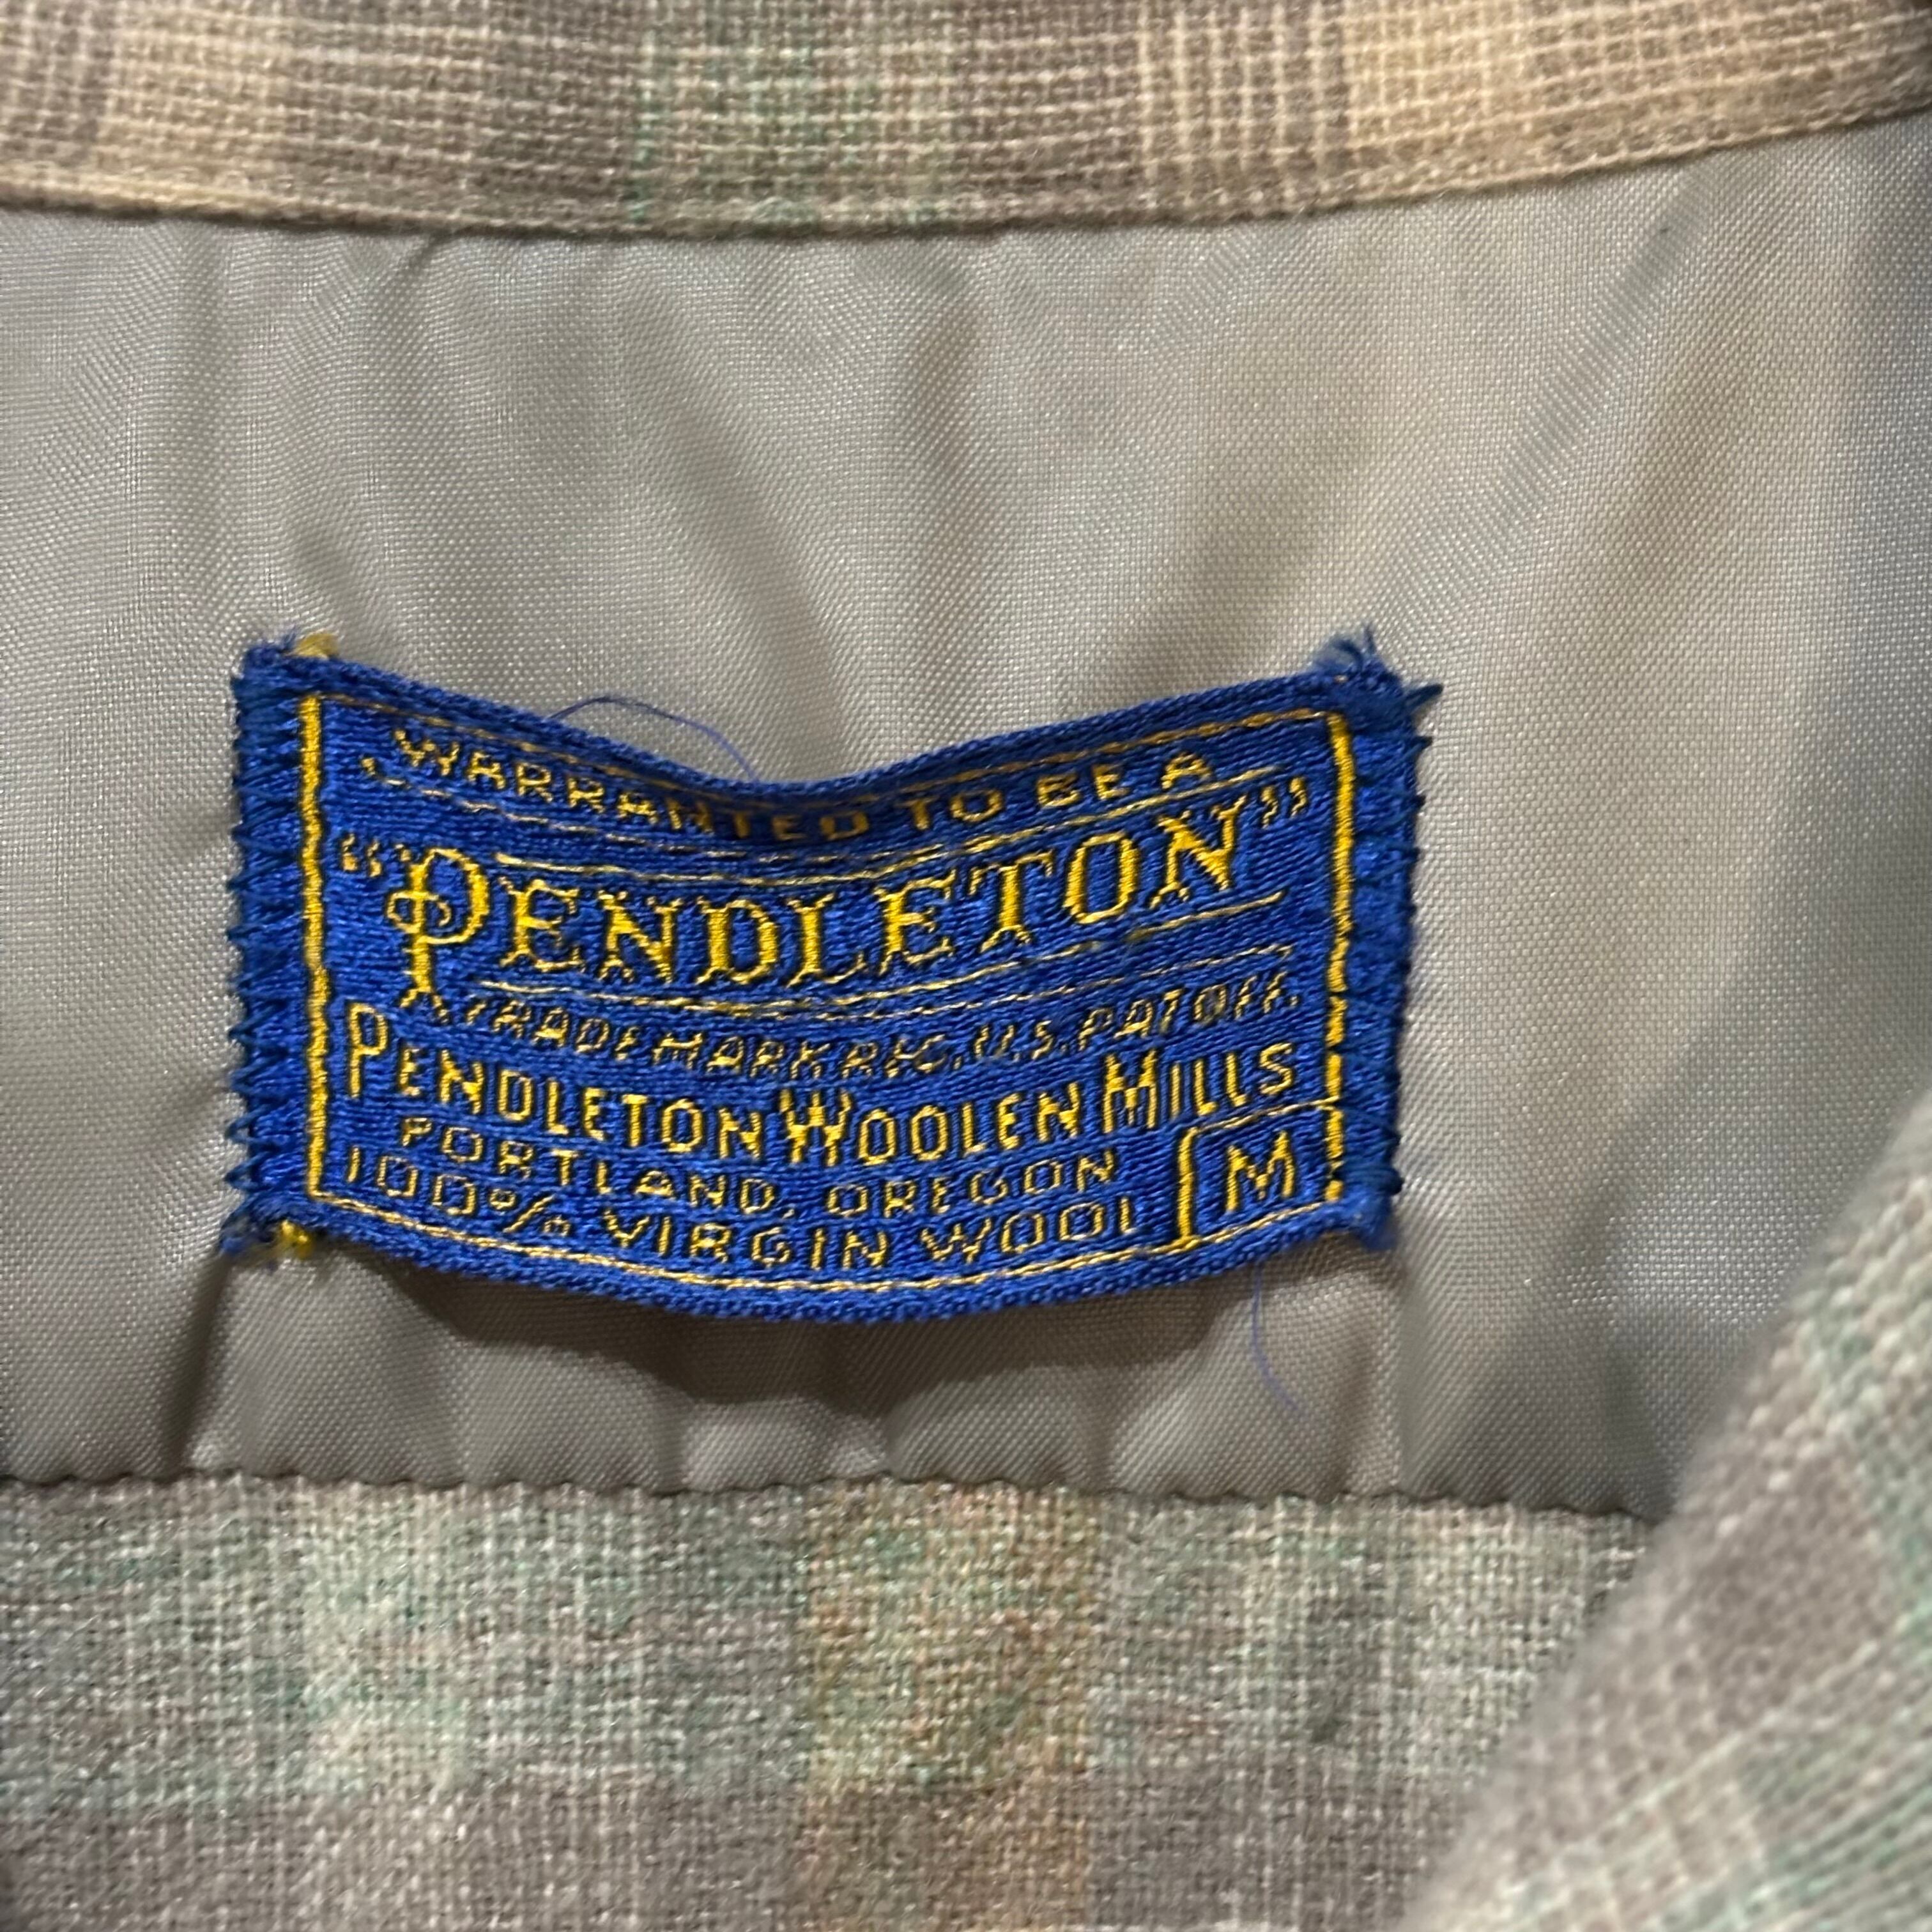 WARRANTED TO BE A
“PENDLETON”
TRADE MARK REG. U.S. PAT OFF.
PENDLETON WOOLEN MILLS
PORTLAND, OREGON
100% VIRGIN WOOL M